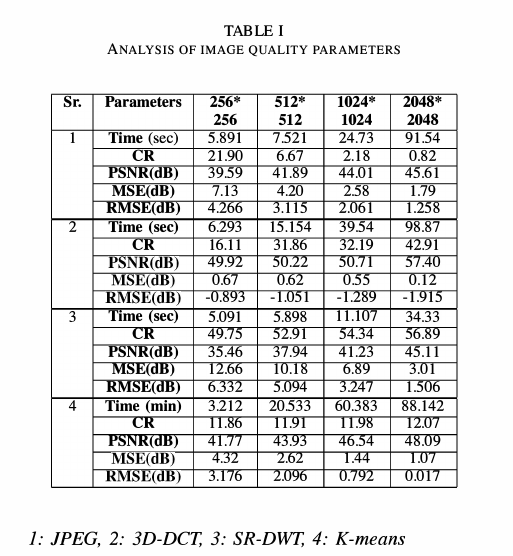 TABLE I
ANALYSIS OF IMAGE QUALITY PARAMETERS
Sr. Parameters 256* 512* 1024* 2048*
256 512 1024 2048
1 Time (sec) 5.891 7.521 24.73 91.54
CR 21.90 6.67 2.18 0.82
PSNR(dB) 39.59 41.89 44.01 45.61
MSE(dB) 7.13 4.20 2.58 1.79
RMSE(dB) 4.266 3.115 2.061 1.258
2 Time (sec) 6.293 15.154 39.54 98.87
CR 16.11 31.86 32.19 42.91
PSNR(dB) 49.92 50.22 50.71 57.40
MSE(dB) 0.67 0.62 0.55 0.12
RMSE(dB) -0.893 -1.051 -1.289 -1.915
3 Time (sec) 5.091 5.898 11.107 34.33
CR 49.75 52.91 54.34 56.89
PSNR(dB) 35.46 37.94 41.23 45.11
MSE(dB) 12.66 10.18 6.89 3.01
RMSE(dB) 6.332 5.094 3.247 1.506
4 Time (min) 3.212 20.533 60.383 88.142
CR 11.86 11.91 11.98 12.07
PSNR(dB) 41.77 43.93 46.54 48.09
MSE(dB) 4.32 2.62 1.44 1.07
RMSE(dB) 3.176 2.096 0.792 0.017
1: JPEG, 2: 3D-DCT, 3: SR-DWT, 4: K-means